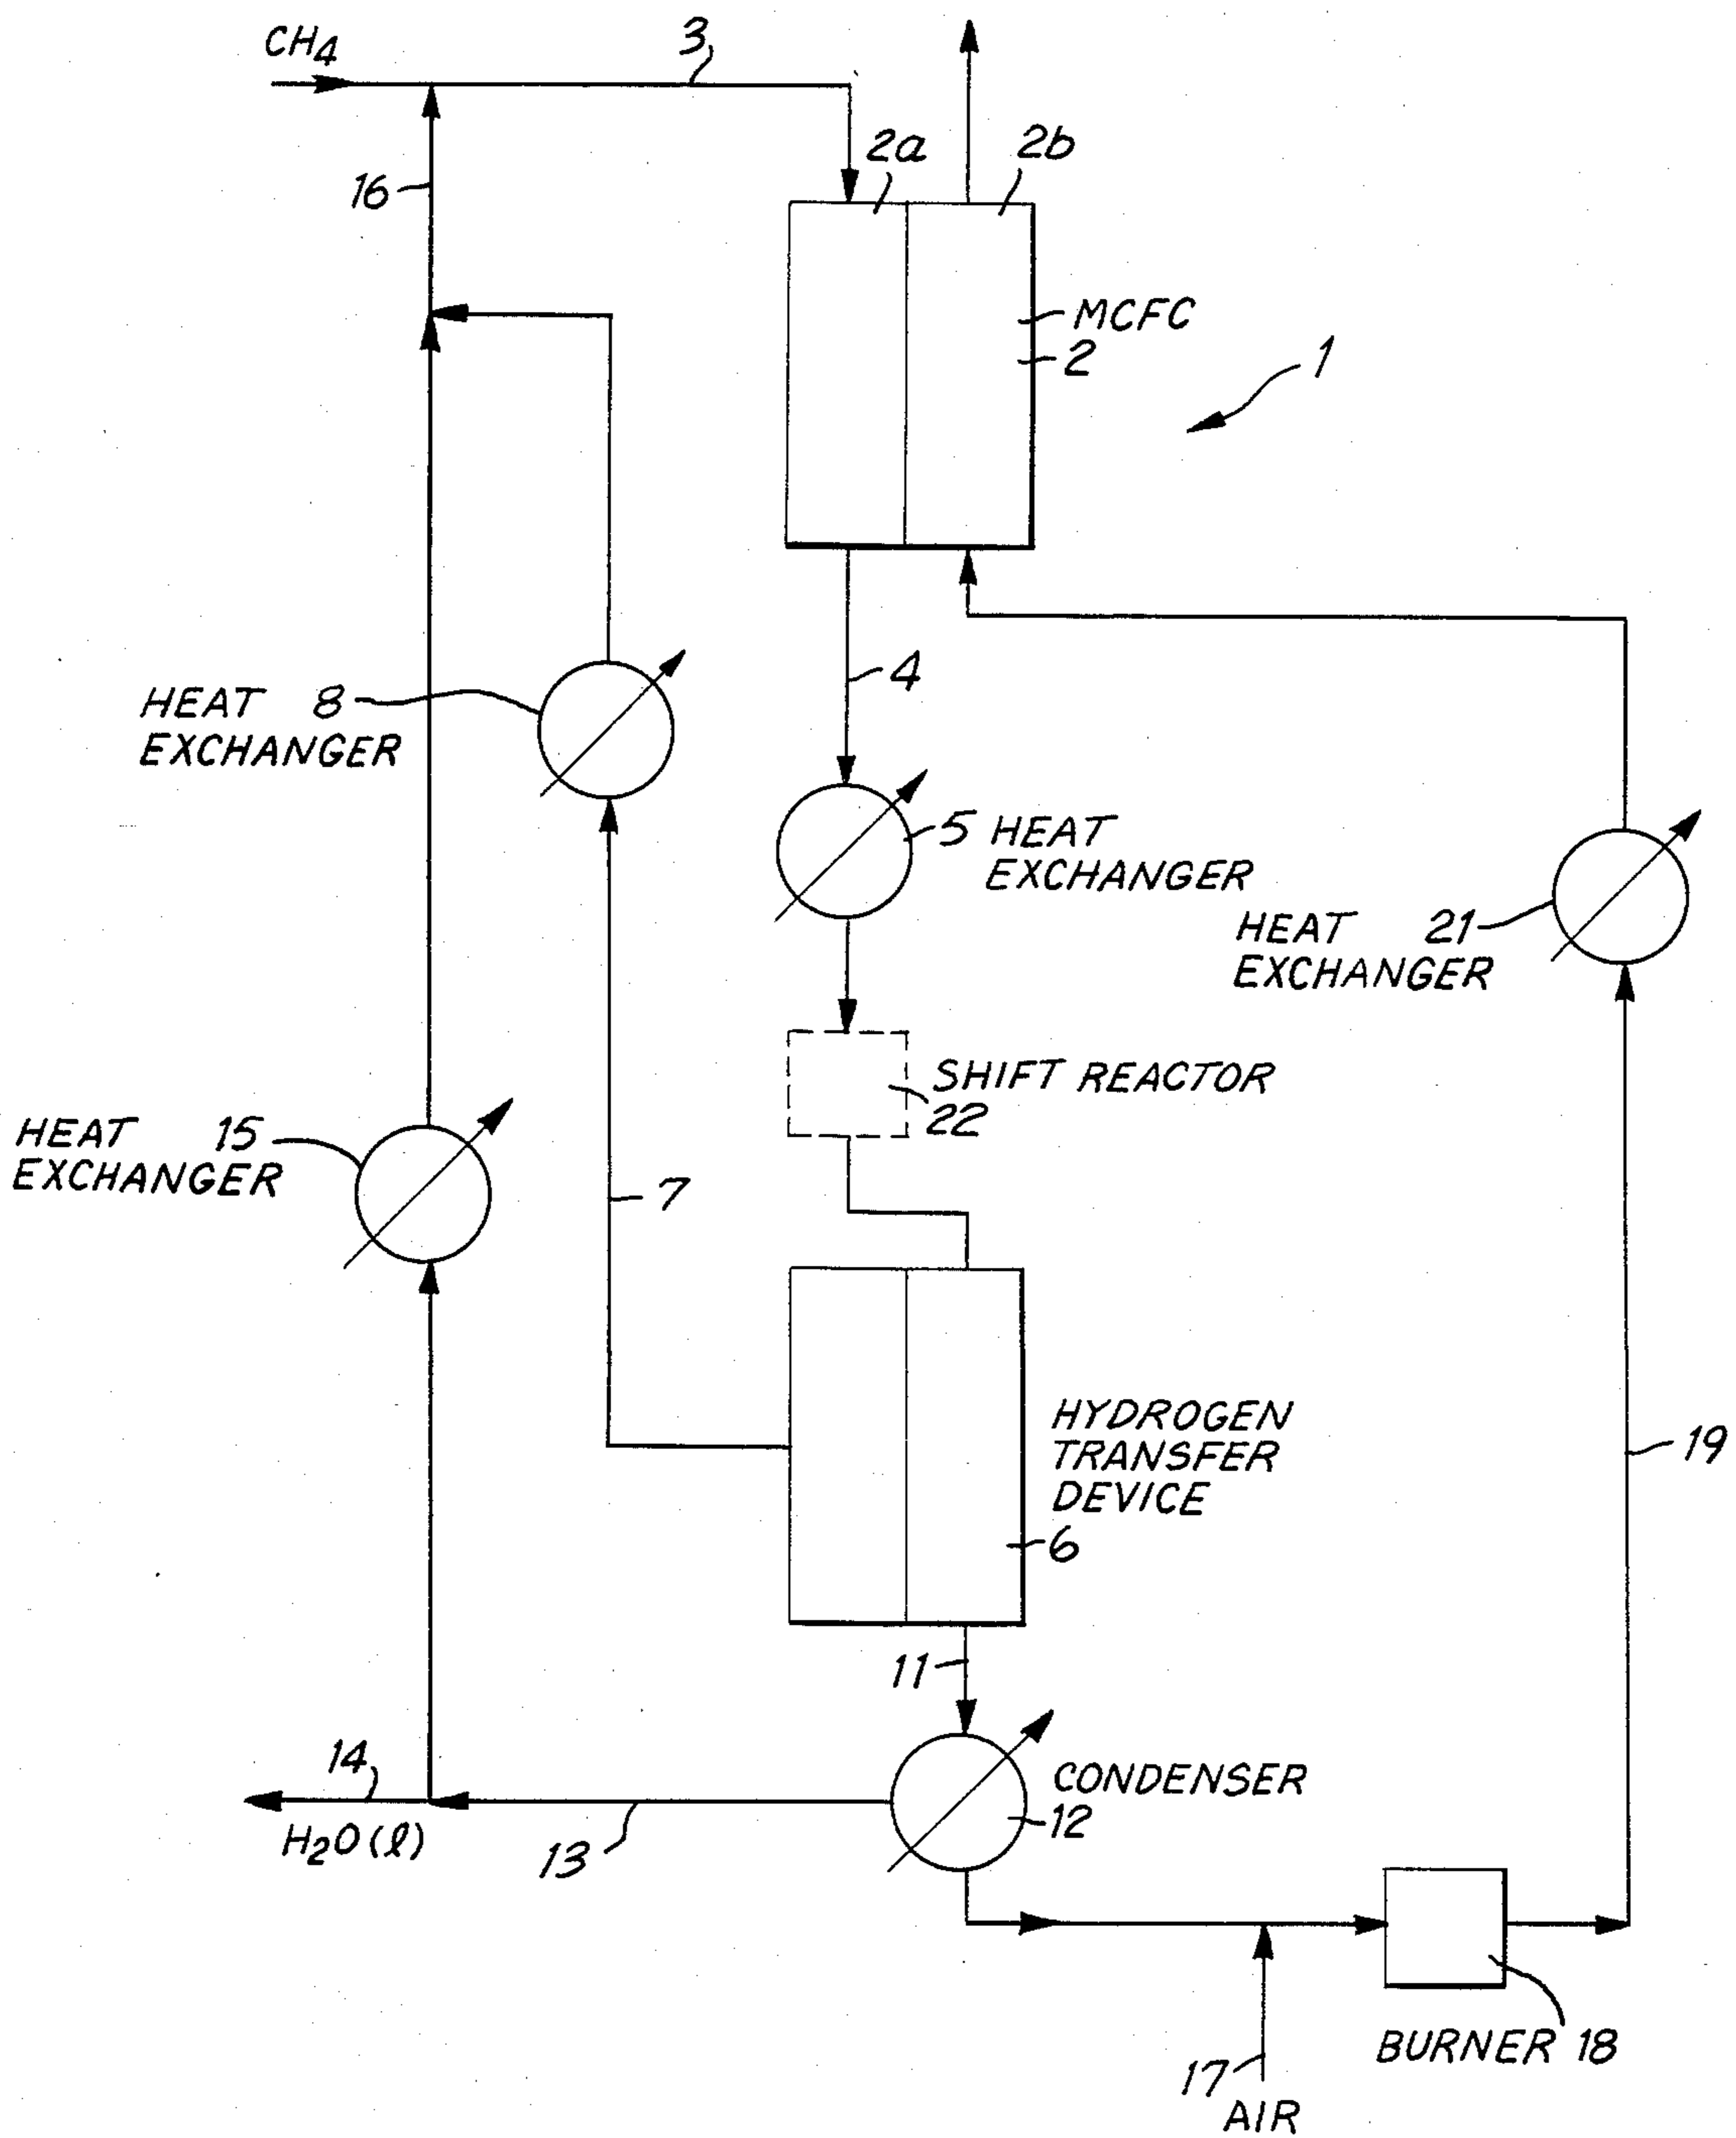 CH4
3
2a
2b
16
MCFC
2
1
4
HEAT 8
EXCHANGER
5 HEAT
EXCHANGER
HEAT 21
EXCHANGER
SHIFT REACTOR
22
HEAT 15
EXCHANGER
7
HYDROGEN
TRANSFER
DEVICE
6
19
11
14
H2O(l)
13
CONDENSER
12
BURNER 18
17
AIR